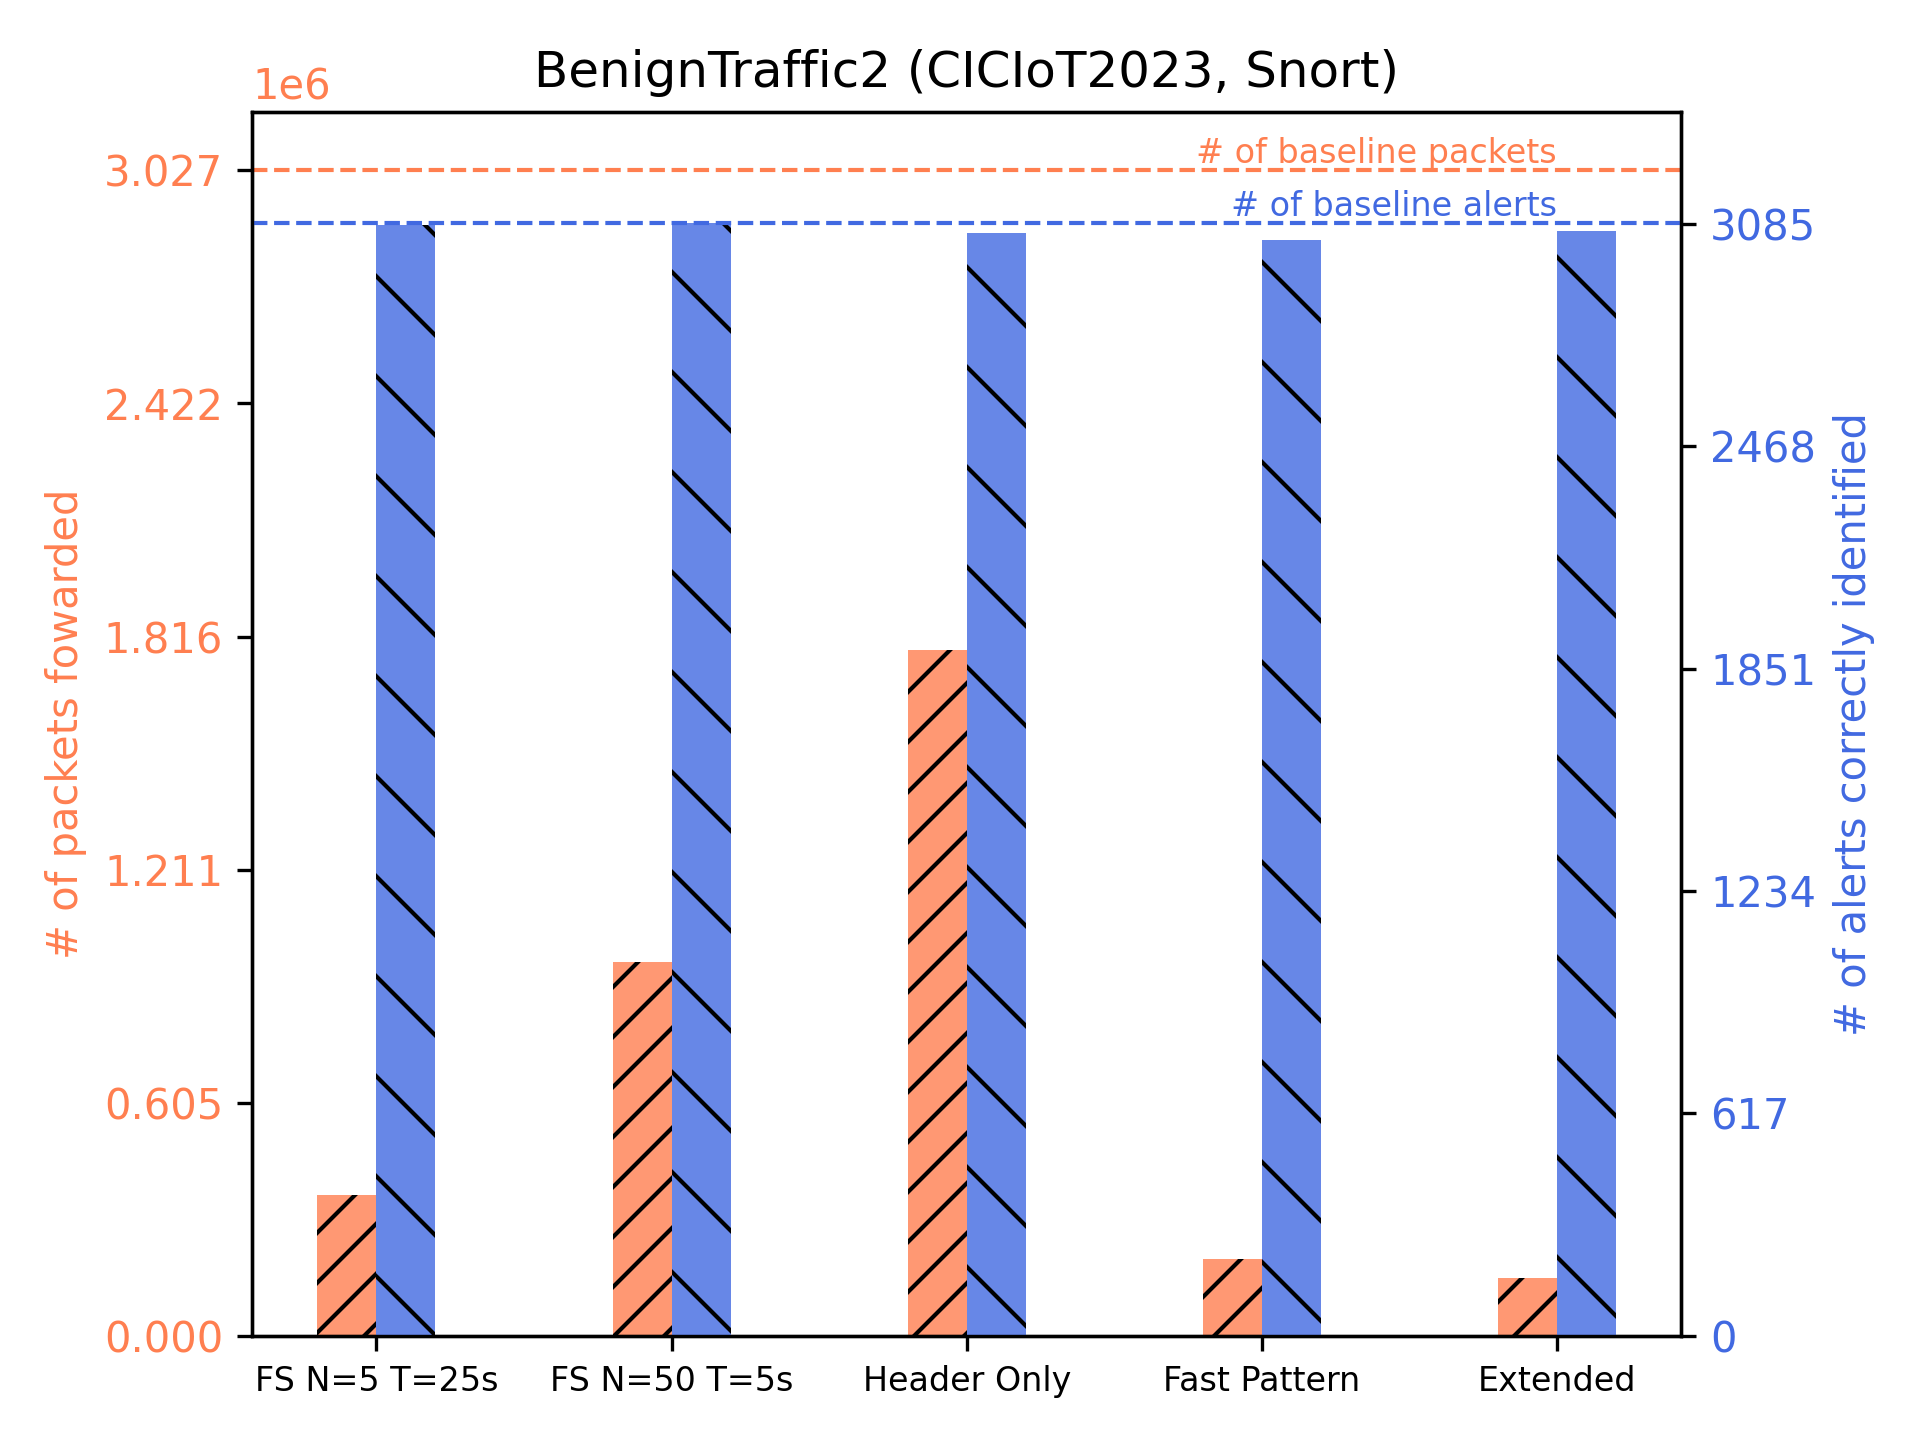 BenignTraffic2 (CICIoT2023, Snort)
1e6
# of baseline packets
# of baseline alerts
3.027
2.422
1.816
1.211
0.605
0.000
# of packets fowarded
3085
2468
1851
1234
617
0
# of alerts correctly identified
FS N=5 T=25s
FS N=50 T=5s
Header Only
Fast Pattern
Extended